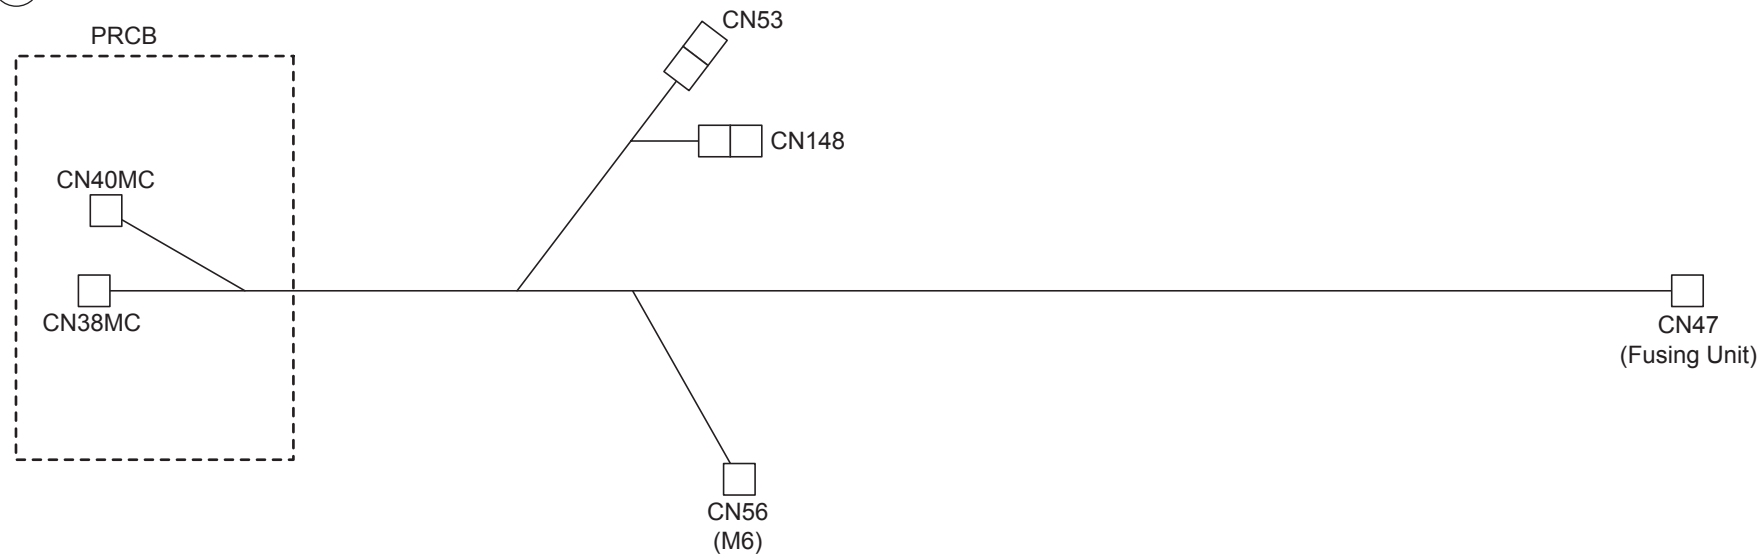 PRCB
CN53
CN148
CN40MC
CN38MC
CN47
(Fusing Unit)
CN56
(M6)